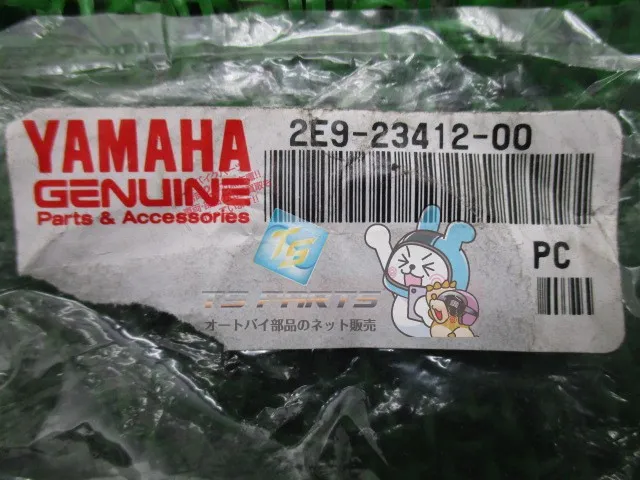 YAMAHA
GENUINE
Parts & Accessories
2E9-23412-00
PC
TS
TS PARTS
オートバイ部品のネット販売